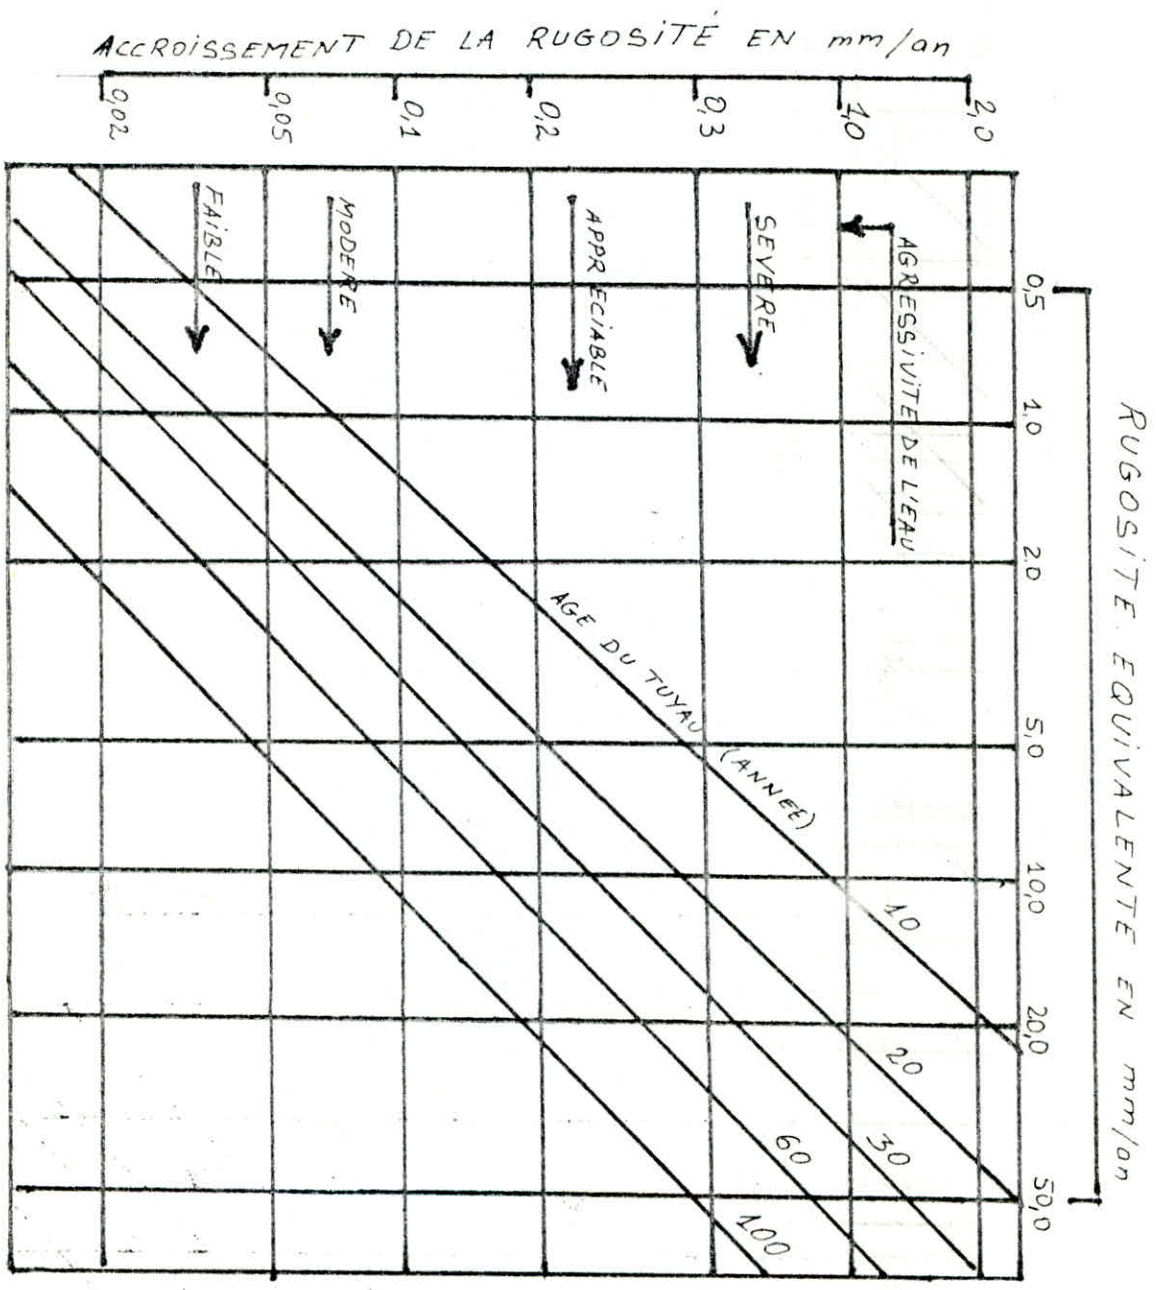 ACCROISSEMENT DE LA RUGOSITÉ EN mm/an
0,02
0,05
0,1
0,2
0,3
1,0
2,0
FAIBLE
MODERE
APPRECIABLE
SEVERE
AGRESSIVITE DE L'EAU
RUGOSITE EQUIVALENTE EN mm/an
0,5
1,0
2,0
5,0
10,0
20,0
50,0
AGE DU TUYAU (ANNEE)
10
20
30
60
100